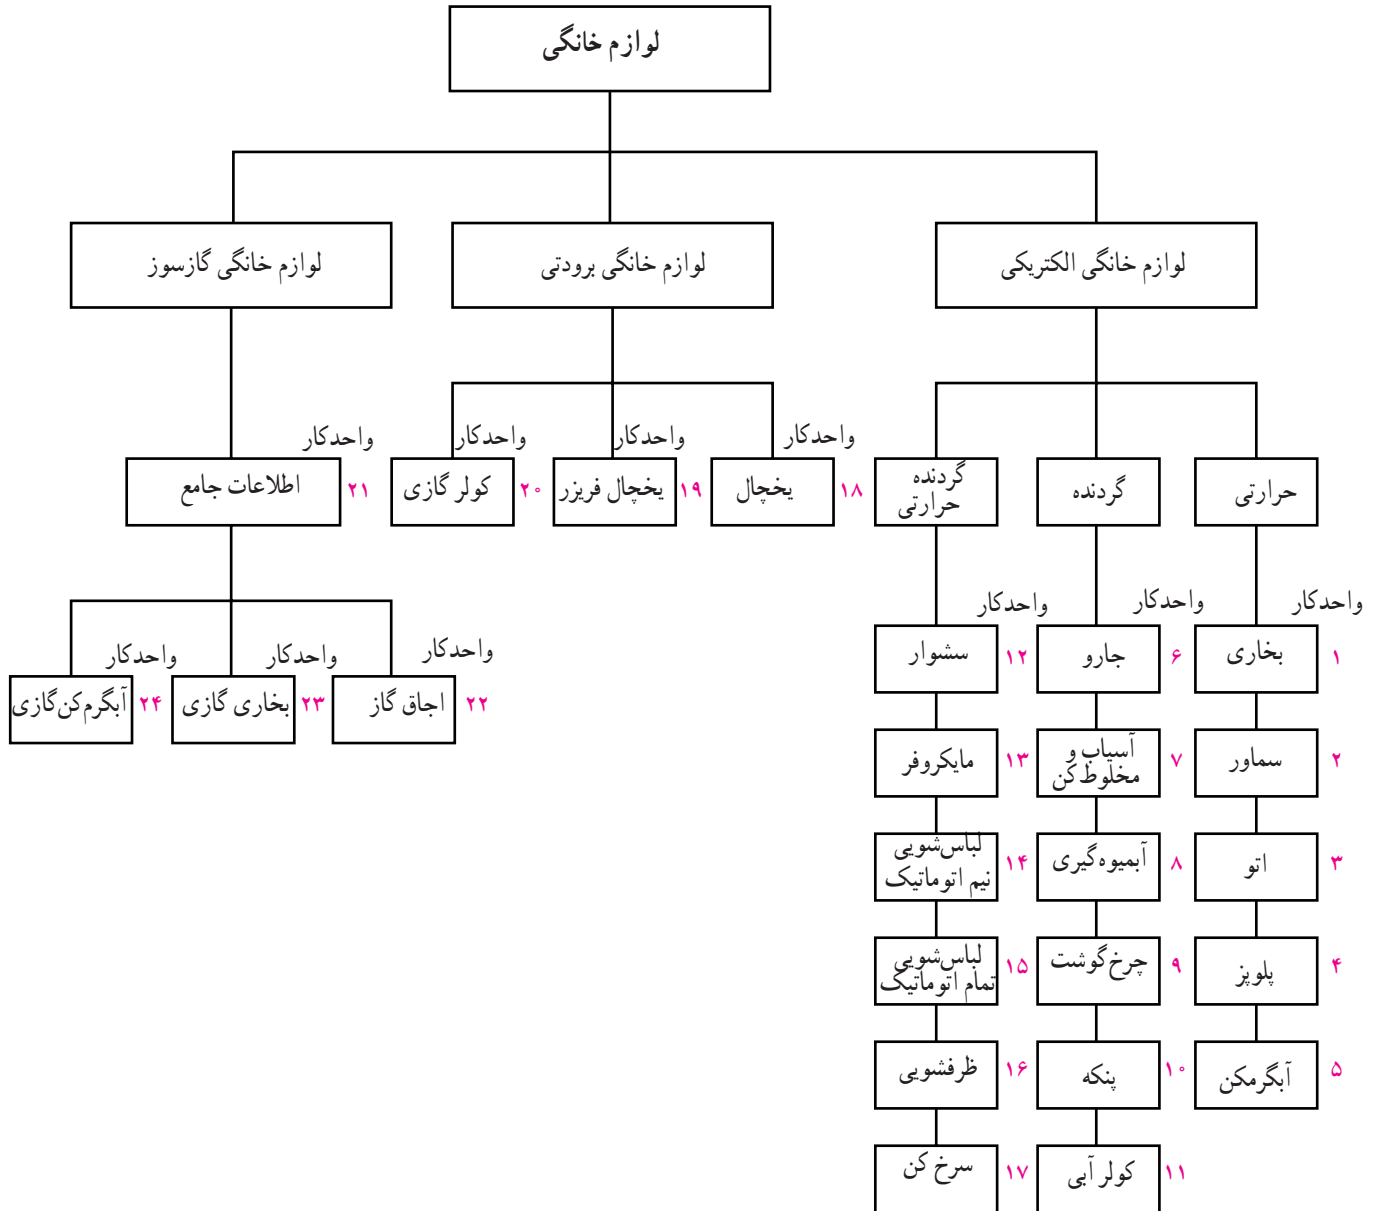 لوازم خانگی
لوازم خانگی الکتریکی
لوازم خانگی برودتی
لوازم خانگی گازسوز
حرارتی
گردنده
گردنده
حرارتی
واحدکار
۱۸ یخچال
واحدکار
۱۹ یخچال فریزر
واحدکار
۲۰ کولر گازی
واحدکار
۲۱ اطلاعات جامع
واحدکار
۱ بخاری
۲ سماور
۳ اتو
۴ پلوپز
۵ آبگرمکن
واحدکار
۶ جارو
۷ آسیاب و
مخلوط‌کن
۸ آبمیوه‌گیری
۹ چرخ‌گوشت
۱۰ پنکه
۱۱ کولر آبی
واحدکار
۱۲ سشوار
۱۳ مایکروفر
۱۴ لباس‌شویی
نیم اتوماتیک
۱۵ لباس‌شویی
تمام اتوماتیک
۱۶ ظرفشویی
۱۷ سرخ کن
واحدکار
۲۲ اجاق گاز
واحدکار
۲۳ بخاری گازی
واحدکار
۲۴ آبگرم‌کن‌گازی